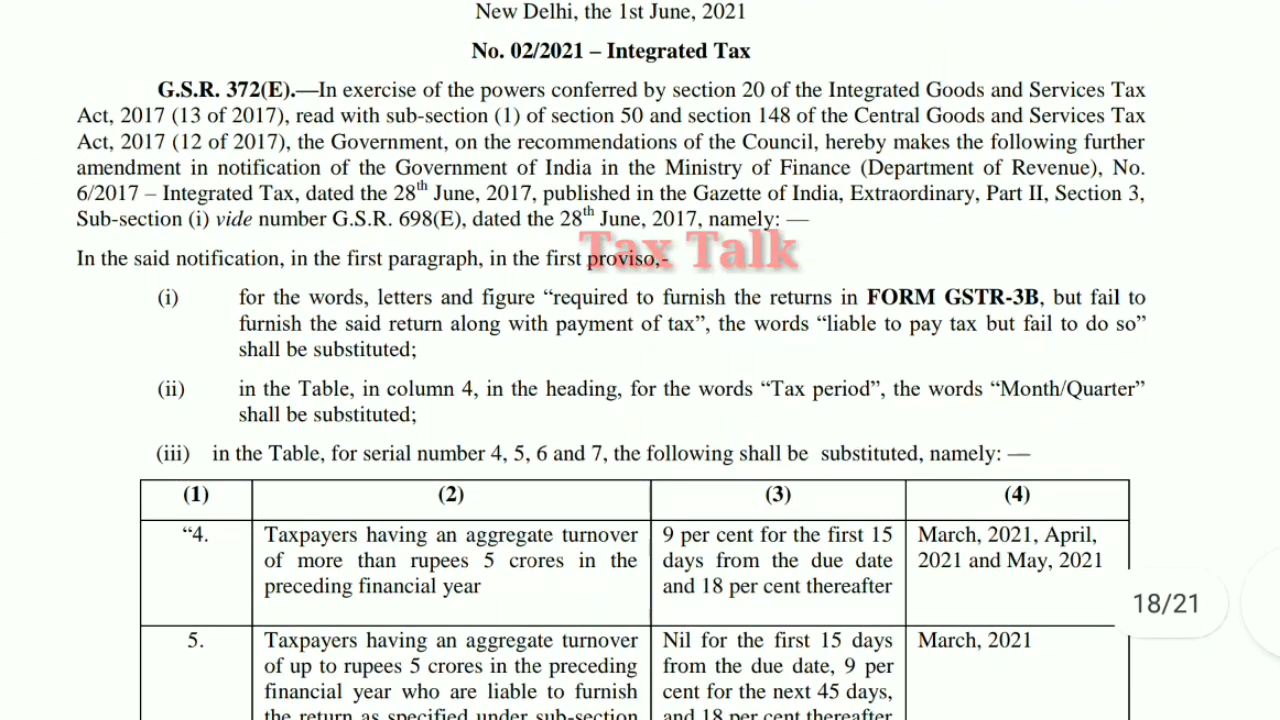 New Delhi, the 1st June, 2021
No. 02/2021 – Integrated Tax
G.S.R. 372(E).—In exercise of the powers conferred by section 20 of the Integrated Goods and Services Tax
Act, 2017 (13 of 2017), read with sub-section (1) of section 50 and section 148 of the Central Goods and Services Tax
Act, 2017 (12 of 2017), the Government, on the recommendations of the Council, hereby makes the following further
amendment in notification of the Government of India in the Ministry of Finance (Department of Revenue), No.
6/2017 – Integrated Tax, dated the 28th June, 2017, published in the Gazette of India, Extraordinary, Part II, Section 3,
Sub-section (i) vide number G.S.R. 698(E), dated the 28th June, 2017, namely: —
Tax Talk
In the said notification, in the first paragraph, in the first proviso,-
(i) for the words, letters and figure “required to furnish the returns in FORM GSTR-3B, but fail to
furnish the said return along with payment of tax”, the words “liable to pay tax but fail to do so”
shall be substituted;
(ii) in the Table, in column 4, in the heading, for the words “Tax period”, the words “Month/Quarter”
shall be substituted;
(iii) in the Table, for serial number 4, 5, 6 and 7, the following shall be substituted, namely: —
(1) (2) (3) (4)
“4. Taxpayers having an aggregate turnover 9 per cent for the first 15 March, 2021, April,
of more than rupees 5 crores in the days from the due date 2021 and May, 2021
preceding financial year and 18 per cent thereafter
18/21
5. Taxpayers having an aggregate turnover Nil for the first 15 days March, 2021
of up to rupees 5 crores in the preceding from the due date, 9 per
financial year who are liable to furnish cent for the next 45 days,
the return as specified under sub-section and 18 per cent thereafter